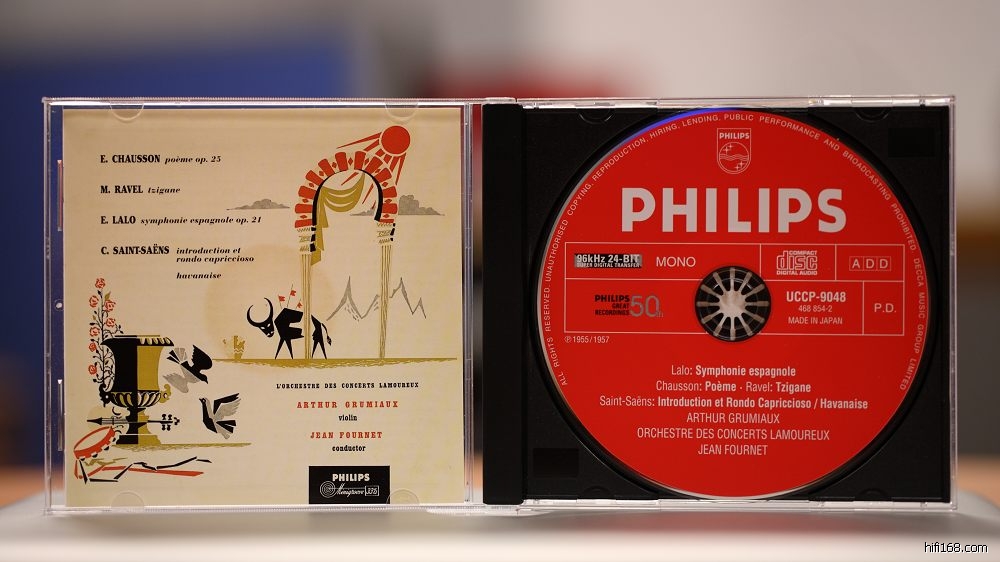 E. CHAUSSON poème op. 25
M. RAVEL tzigane
E. LALO symphonie espagnole op. 21
C. SAINT-SAËNS introduction et
rondo capriccioso
havanaise
L'ORCHESTRE DES CONCERTS LAMOUREUX
ARTHUR GRUMIAUX
violin
JEAN FOURNET
conductor
PHILIPS
Minigroove 33⅓
ALL RIGHTS RESERVED. UNAUTHORISED COPYING, REPRODUCTION, HIRING, LENDING, PUBLIC PERFORMANCE AND BROADCASTING PROHIBITED DECCA MUSIC GROUP LIMITED
PHILIPS
PHILIPS
96kHz 24-BIT
SUPER DIGITAL TRANSFER
MONO
COMPACT
disc
DIGITAL AUDIO
ADD
PHILIPS
GREAT
RECORDINGS
50th
UCCP-9048
468 854-2
MADE IN JAPAN
P.D.
℗ 1955/1957
Lalo: Symphonie espagnole
Chausson: Poème · Ravel: Tzigane
Saint-Saëns: Introduction et Rondo Capriccioso / Havanaise
ARTHUR GRUMIAUX
ORCHESTRE DES CONCERTS LAMOUREUX
JEAN FOURNET
hifi168.com